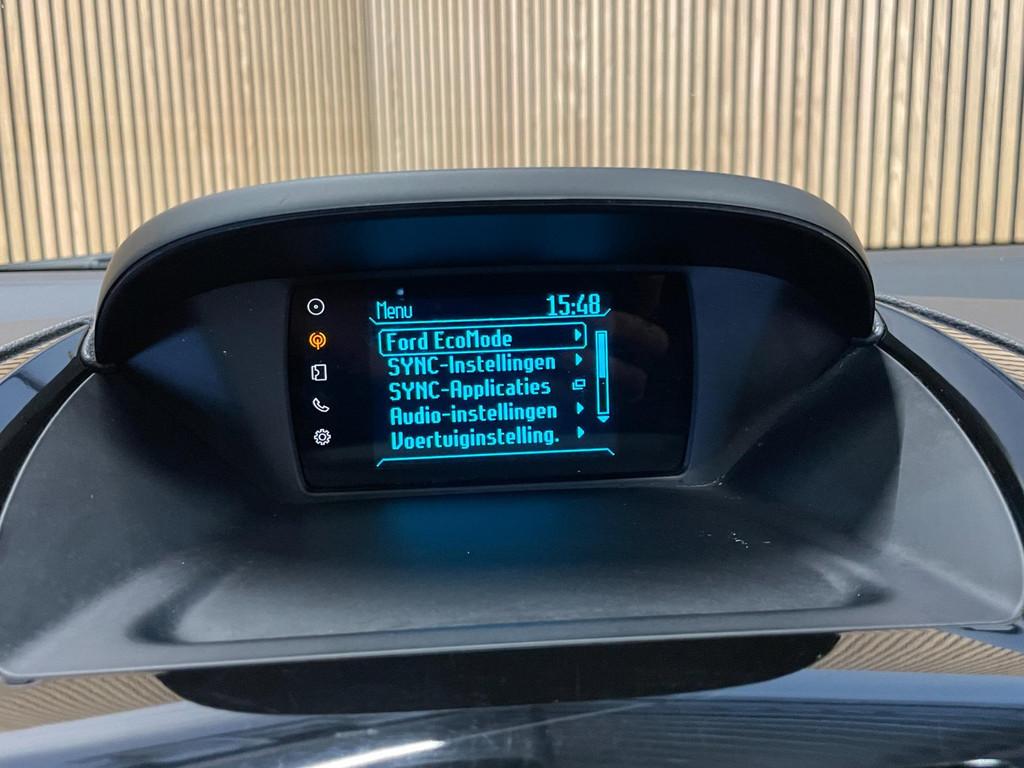 Menu 15:48
Ford EcoMode
SYNC-Instellingen
SYNC-Applicaties
Audio-instellingen
Voertuiginstelling.